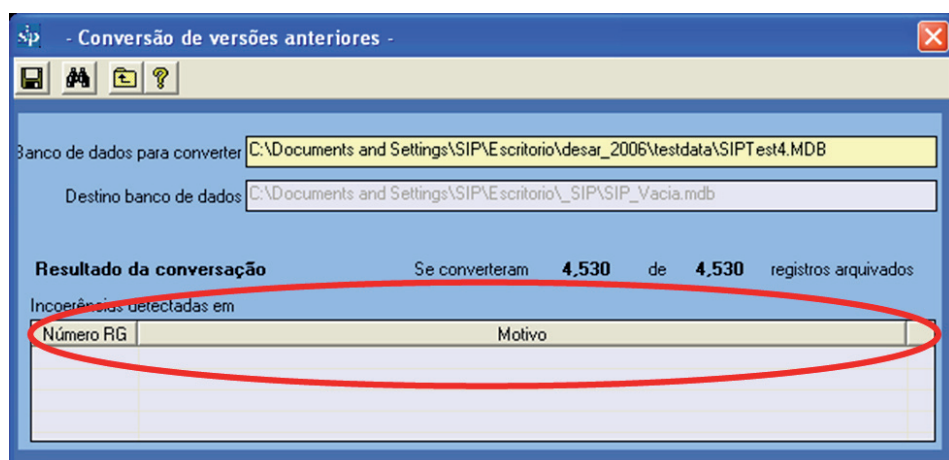 sip - Conversão de versões anteriores -
Banco de dados para converter C:\Documents and Settings\SIP\Escritorio\desar_2006\testdata\SIPTest4.MDB
Destino banco de dados C:\Documents and Settings\SIP\Escritorio\_SIP\SIP_Vacia.mdb
Resultado da conversação Se converteram 4,530 de 4,530 registros arquivados
Incoerências detectadas em
Número RG Motivo